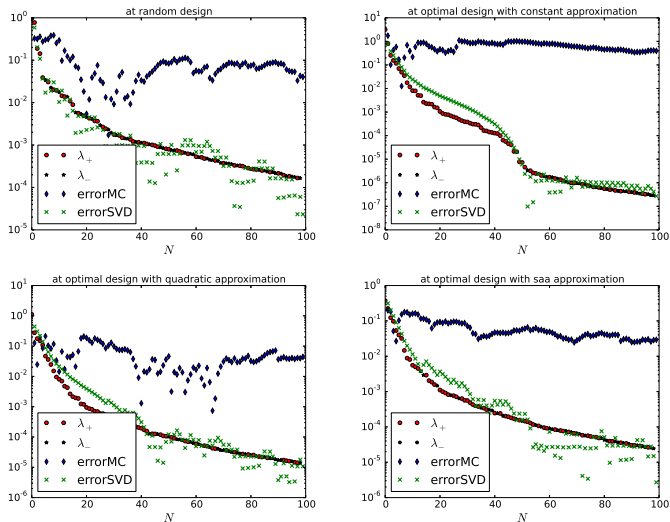 at random design
10^0
10^-1
10^-2
10^-3
10^-4
10^-5
λ+
λ−
errorMC
errorSVD
0 20 40 60 80 100
N
at optimal design with constant approximation
10^1
10^0
10^-1
10^-2
10^-3
10^-4
10^-5
10^-6
10^-7
10^-8
λ+
λ−
errorMC
errorSVD
0 20 40 60 80 100
N
at optimal design with quadratic approximation
10^2
10^1
10^0
10^-1
10^-2
10^-3
10^-4
10^-5
10^-6
λ+
λ−
errorMC
errorSVD
0 20 40 60 80 100
N
at optimal design with saa approximation
10^0
10^-1
10^-2
10^-3
10^-4
10^-5
10^-6
λ+
λ−
errorMC
errorSVD
0 20 40 60 80 100
N